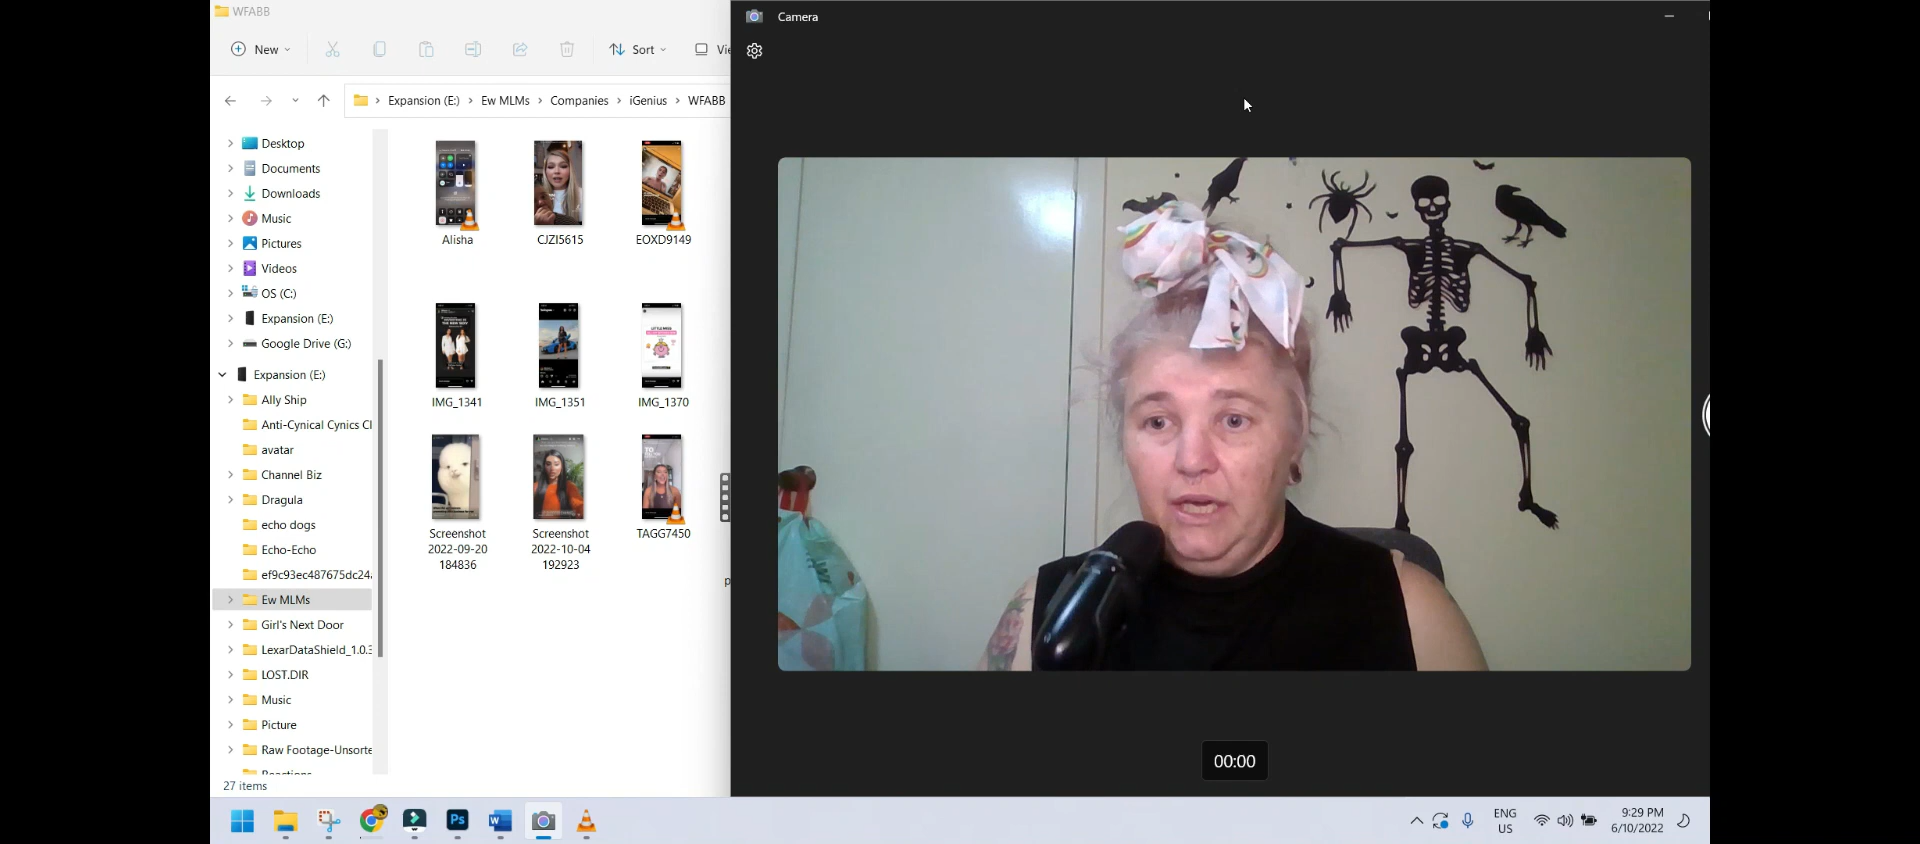 WFABB
New
Sort
Vie
Expansion (E:) > Ew MLMs > Companies > iGenius > WFABB
Desktop
Documents
Downloads
Music
Pictures
Videos
OS (C:)
Expansion (E:)
Google Drive (G:)
Expansion (E:)
Ally Ship
Anti-Cynical Cynics Cl
avatar
Channel Biz
Dragula
echo dogs
Echo-Echo
ef9c93ec487675dc24
Ew MLMs
Girl's Next Door
LexarDataShield_1.0.3
LOST.DIR
Music
Picture
Raw Footage-Unsorte
27 items
Alisha
CJZI5615
EOXD9149
IMG_1341
IMG_1351
IMG_1370
Screenshot
2022-09-20
184836
Screenshot
2022-10-04
192923
TAGG7450
Camera
00:00
Ps
ENG
US
9:29 PM
6/10/2022